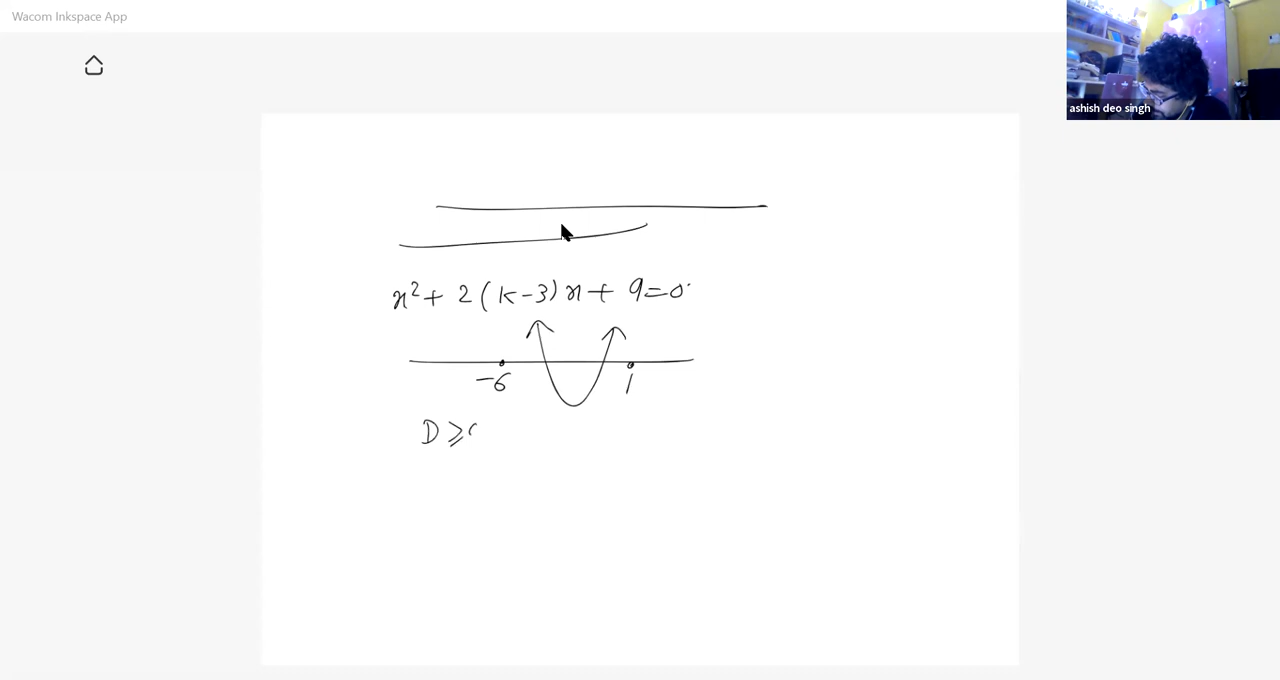 Wacom Inkspace App
ashish deo singh
x² + 2(k-3)x + 9 = 0
-6 1
D ≥